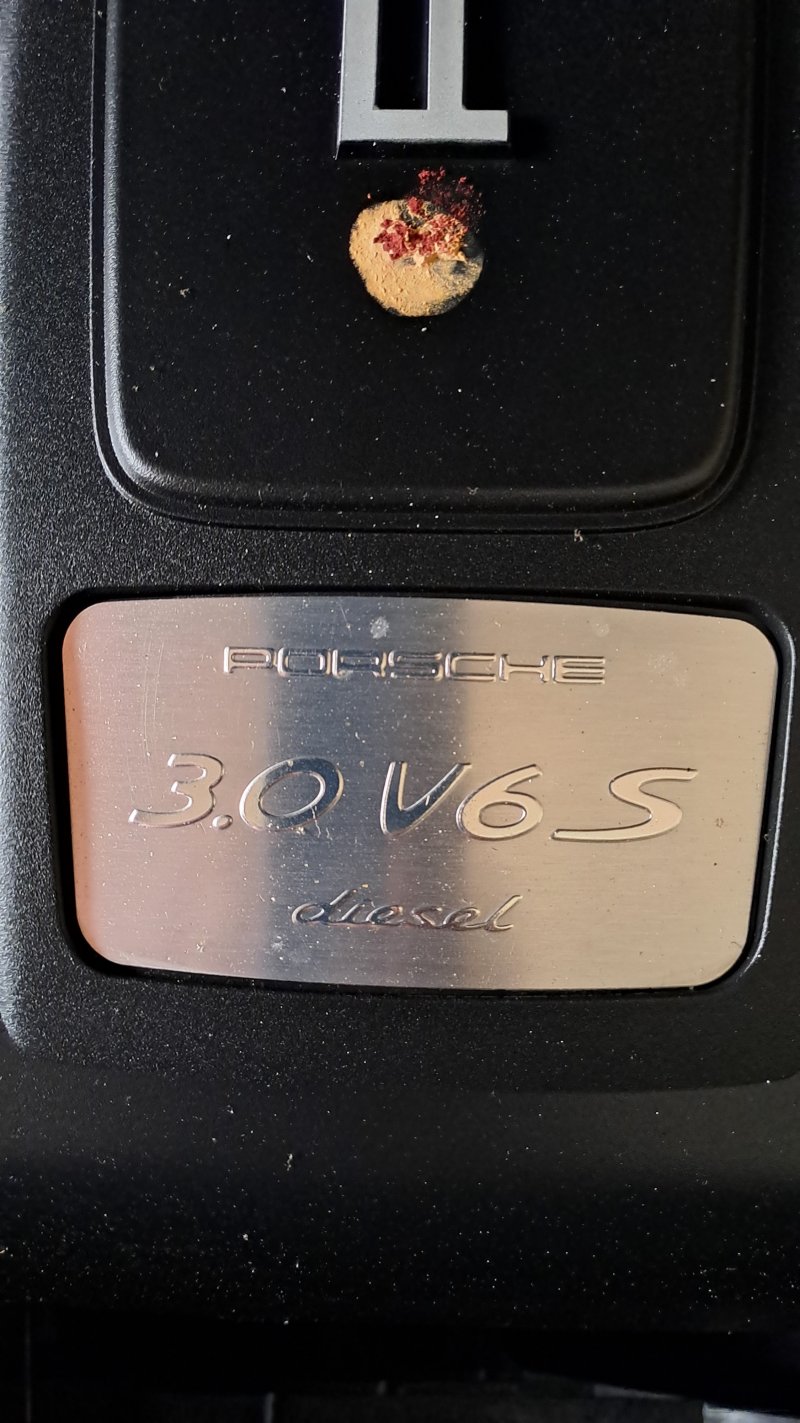 PORSCHE
3.0 V6 S
diesel